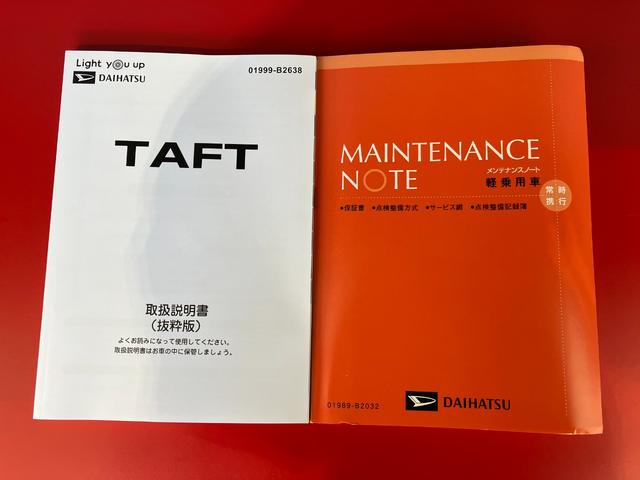 Light you up
DAIHATSU
01999-B2638
TAFT
取扱説明書
(抜粋版)
よくお読みになって使用してください。
取扱説明書はお車の中に保管しましょう。
MAINTENANCE
NOTE
メンテナンスノート
軽乗用車
常時
携行
●保証書 ●点検整備方式 ●サービス網 ●点検整備記録簿
01989-B2032
DAIHATSU